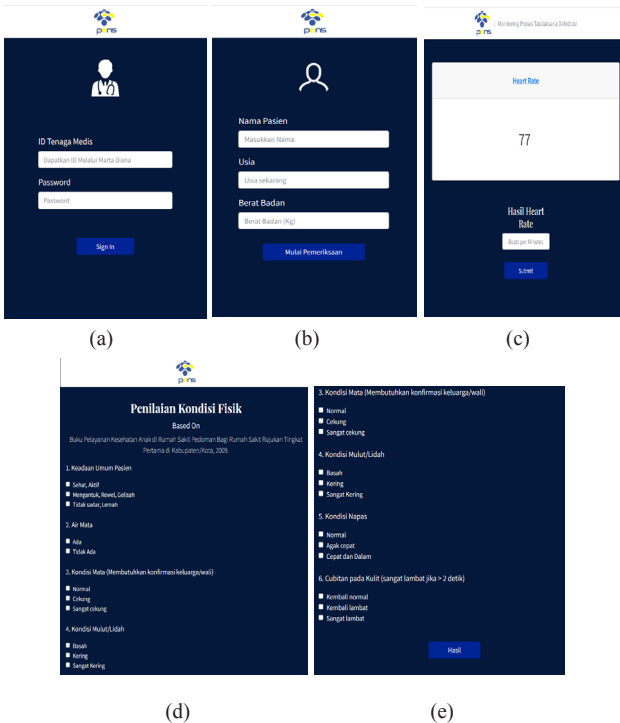 pens
ID Tenaga Medis
Dapatkan ID Melalui Marta Diana
Password
Password
Sign In
(a)
pens
Nama Pasien
Masukkan Nama
Usia
Usia sekarang
Berat Badan
Berat Badan (Kg)
Mulai Pemeriksaan
(b)
pens
Monitoring Proses Tatalaksana Dehidrasi
Heart Rate
77
Hasil Heart
Rate
Beats per Minutes
Submit
(c)
pens
Penilaian Kondisi Fisik
Based On
Buku Pelayanan Kesehatan Anak di Rumah Sakit Pedoman Bagi Rumah Sakit Rujukan Tingkat
Pertama di Kabupaten/Kota, 2009.
1. Keadaan Umum Pasien
Sehat, Aktif
Mengantuk, Rewel, Gelisah
Tidak sadar, Lemah
2. Air Mata
Ada
Tidak Ada
3. Kondisi Mata (Membutuhkan konfirmasi keluarga/wali)
Normal
Cekung
Sangat cekung
4. Kondisi Mulut/Lidah
Basah
Kering
Sangat Kering
(d)
3. Kondisi Mata (Membutuhkan konfirmasi keluarga/wali)
Normal
Cekung
Sangat cekung
4. Kondisi Mulut/Lidah
Basah
Kering
Sangat Kering
5. Kondisi Napas
Normal
Agak cepat
Cepat dan Dalam
6. Cubitan pada Kulit (sangat lambat jika > 2 detik)
Kembali normal
Kembali lambat
Sangat lambat
Hasil
(e)